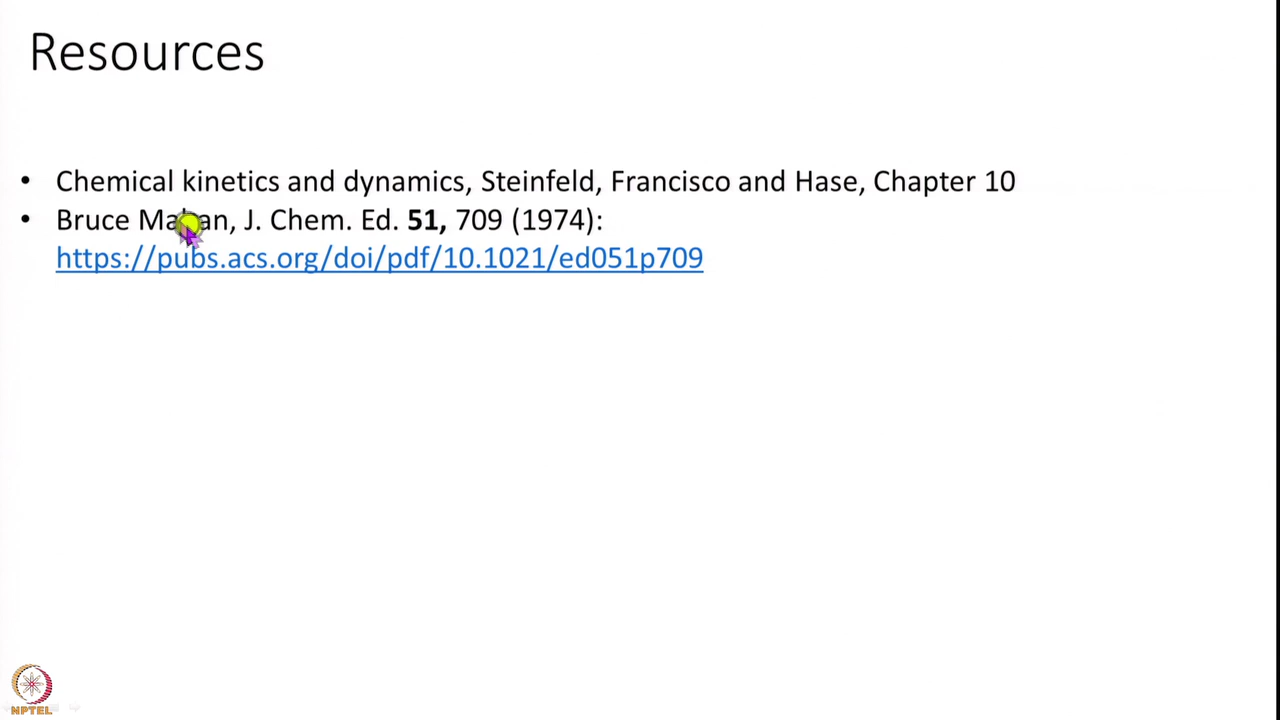 Resources
• Chemical kinetics and dynamics, Steinfeld, Francisco and Hase, Chapter 10
• Bruce Mahan, J. Chem. Ed. 51, 709 (1974):
https://pubs.acs.org/doi/pdf/10.1021/ed051p709
NPTEL